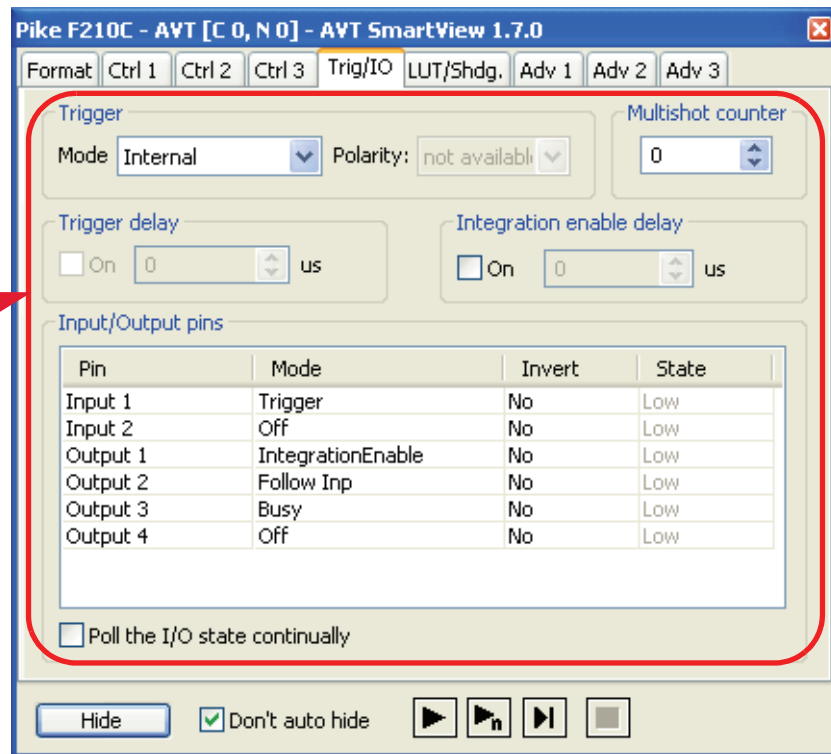 Pike F210C - AVT [C 0, N 0] - AVT SmartView 1.7.0
Format Ctrl 1 Ctrl 2 Ctrl 3 Trig/IO LUT/Shdg. Adv 1 Adv 2 Adv 3
Trigger Multishot counter
Mode Internal Polarity: not availabl 0
Trigger delay Integration enable delay
On 0 us On 0 us
Input/Output pins
Pin Mode Invert State
Input 1 Trigger No Low
Input 2 Off No Low
Output 1 IntegrationEnable No Low
Output 2 Follow Inp No Low
Output 3 Busy No Low
Output 4 Off No Low
Poll the I/O state continually
Hide Don't auto hide n